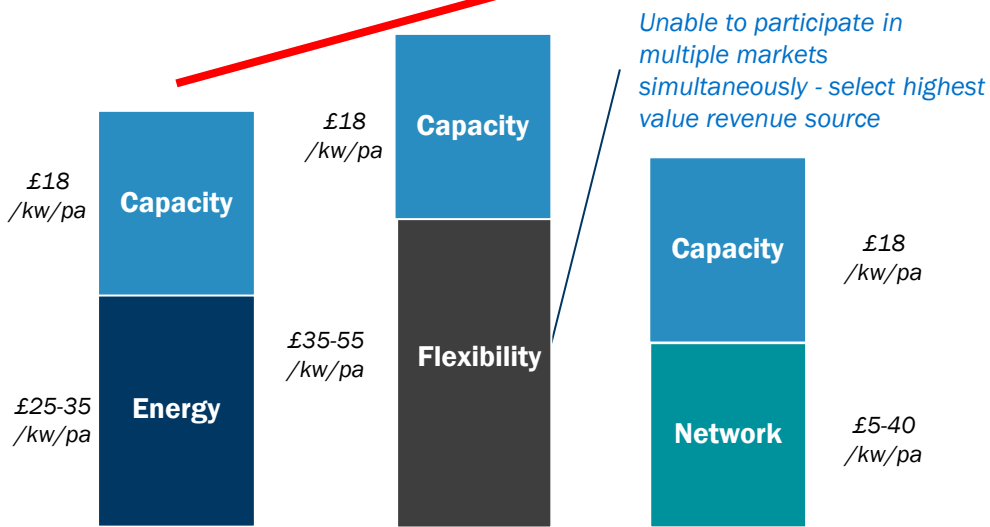 Unable to participate in
multiple markets
simultaneously - select highest
value revenue source
£18
/kw/pa
Capacity
£25-35
/kw/pa
Energy
£18
/kw/pa
Capacity
£35-55
/kw/pa
Flexibility
Capacity
£18
/kw/pa
Network
£5-40
/kw/pa